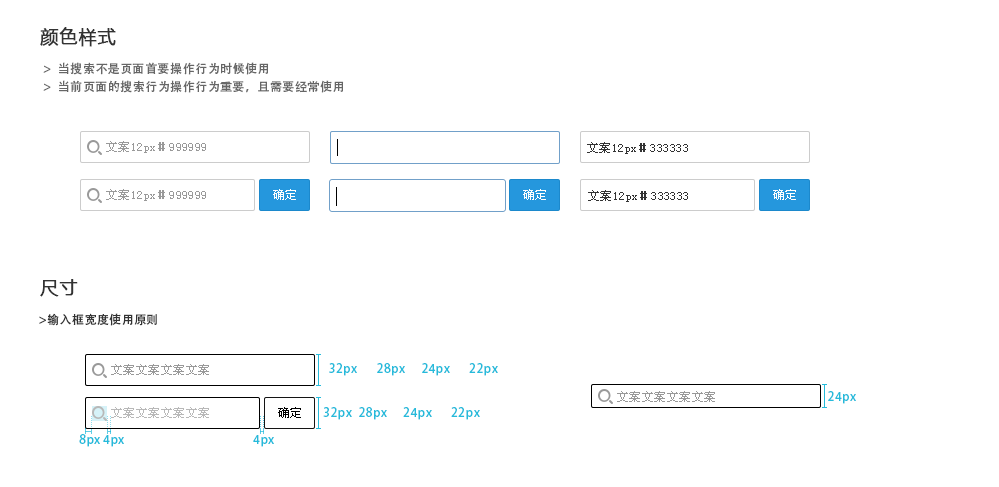 颜色样式
> 当搜索不是页面首要操作行为时候使用
> 当前页面的搜索行为操作行为重要，且需要经常使用
文案12px＃999999
文案12px＃333333
文案12px＃999999 确定
确定
文案12px＃333333 确定
尺寸
>输入框宽度使用原则
文案文案文案文案 32px 28px 24px 22px
文案文案文案文案 24px
文案文案文案文案 确定 32px 28px 24px 22px
8px 4px 4px